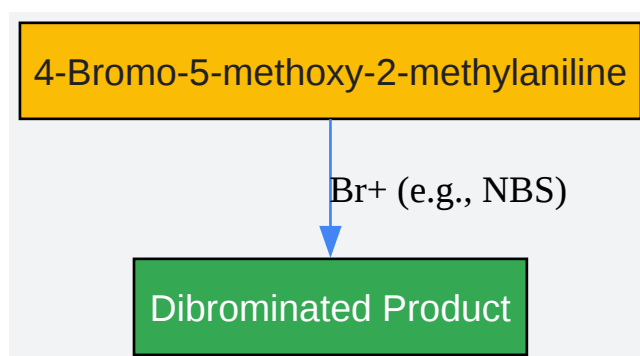 4-Bromo-5-methoxy-2-methylaniline
Br+ (e.g., NBS)
Dibrominated Product